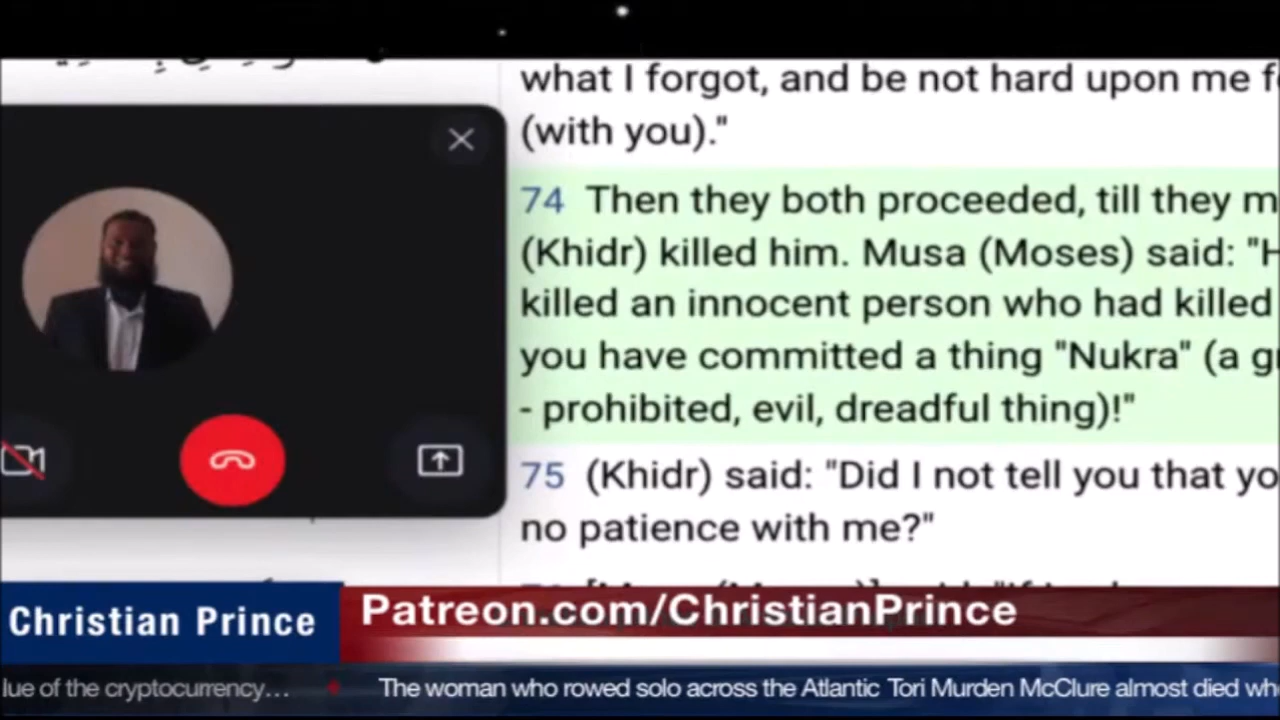 what I forgot, and be not hard upon me f
(with you)."
74 Then they both proceeded, till they m
(Khidr) killed him. Musa (Moses) said: "H
killed an innocent person who had killed
you have committed a thing "Nukra" (a g
- prohibited, evil, dreadful thing)!"
75 (Khidr) said: "Did I not tell you that yo
no patience with me?"
Christian Prince
Patreon.com/ChristianPrince
lue of the cryptocurrency... The woman who rowed solo across the Atlantic Tori Murden McClure almost died wh